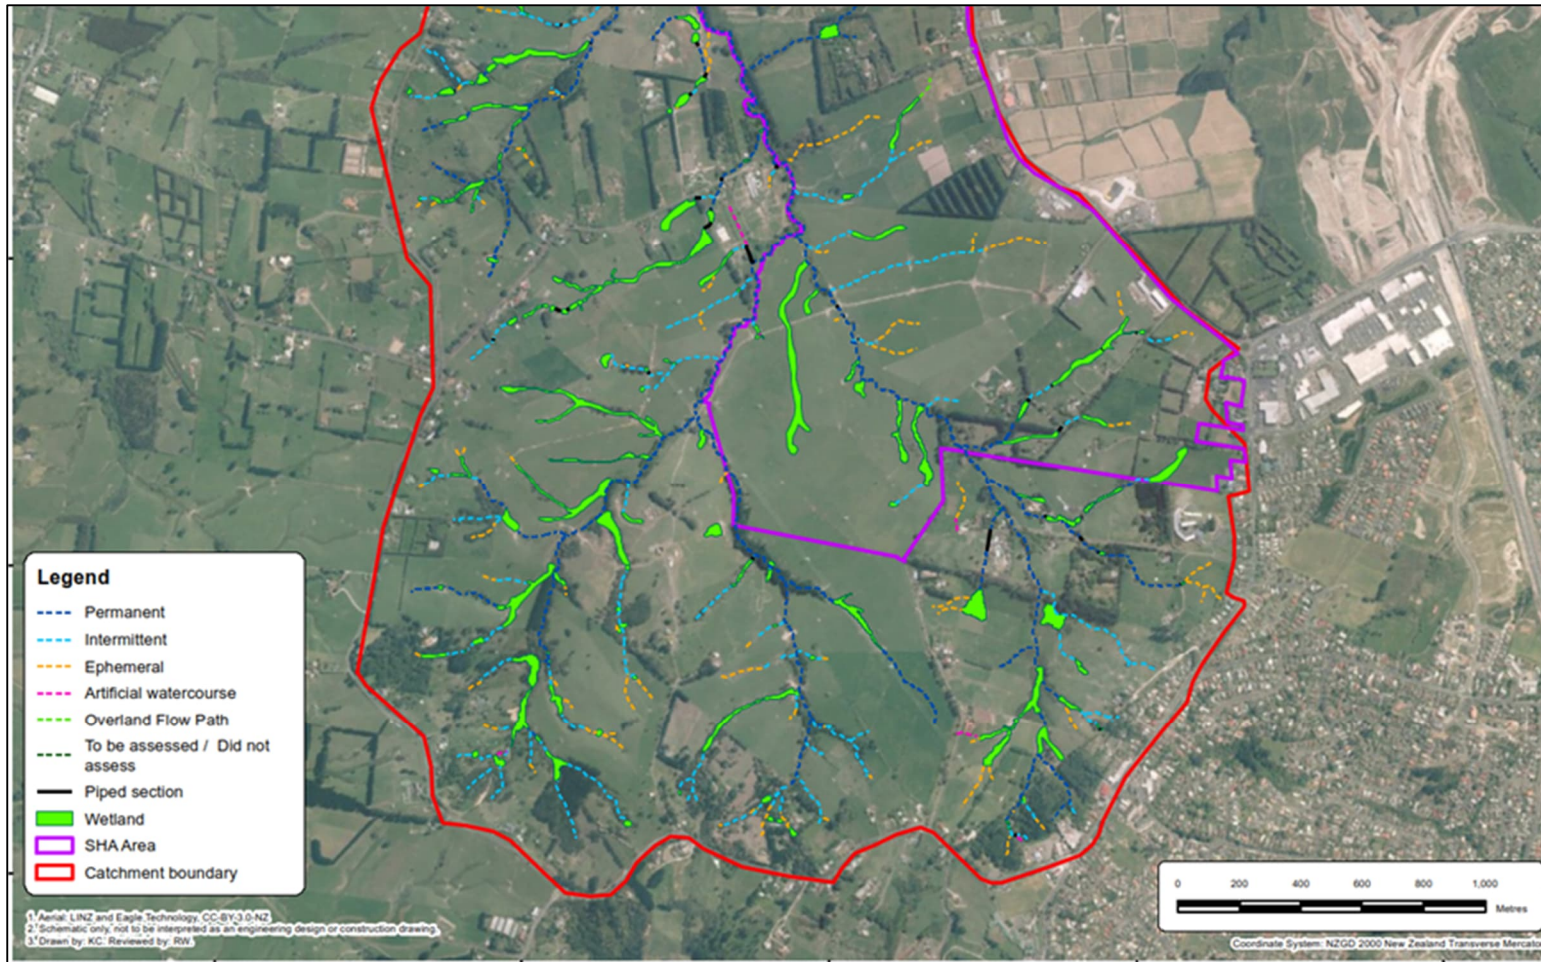 Legend
Permanent
Intermittent
Ephemeral
Artificial watercourse
Overland Flow Path
To be assessed / Did not
assess
Piped section
Wetland
SHA Area
Catchment boundary
0 200 400 600 800 1,000
Metres
1. Aerial: LINZ and Eagle Technology, CC-BY-3.0-NZ
2. Schematic only, not to be interpreted as an engineering design or construction drawing.
3. Drawn by: KC. Reviewed by: RW.
Coordinate System: NZGD 2000 New Zealand Transverse Mercato